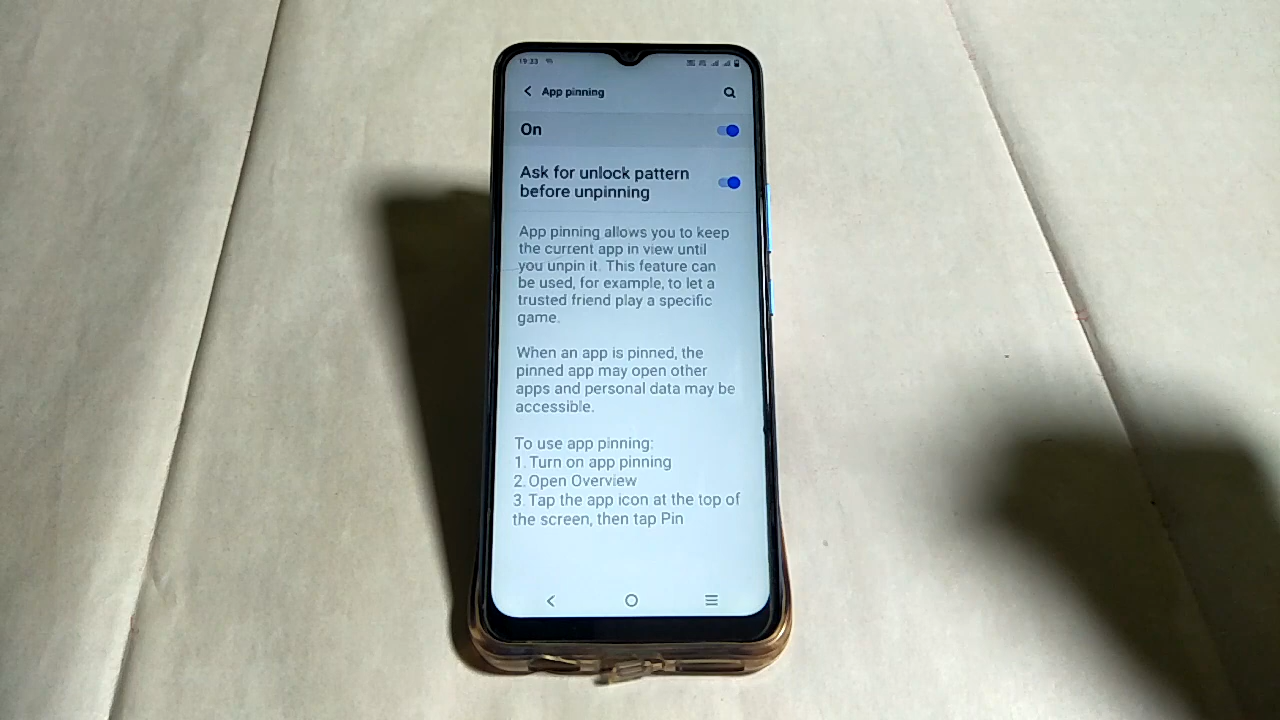 19:33
App pinning
On
Ask for unlock pattern
before unpinning
App pinning allows you to keep
the current app in view until
you unpin it. This feature can
be used, for example, to let a
trusted friend play a specific
game.
When an app is pinned, the
pinned app may open other
apps and personal data may be
accessible.
To use app pinning:
1. Turn on app pinning
2. Open Overview
3. Tap the app icon at the top of
the screen, then tap Pin